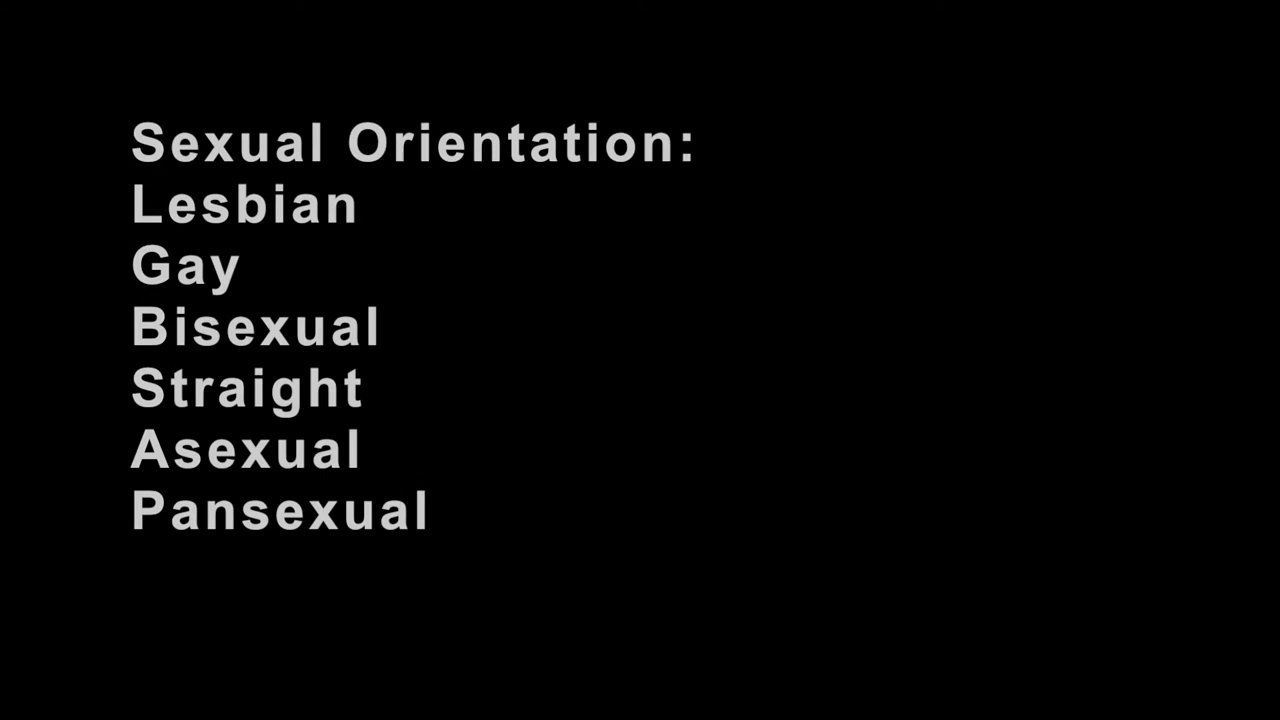 Sexual Orientation:
Lesbian
Gay
Bisexual
Straight
Asexual
Pansexual